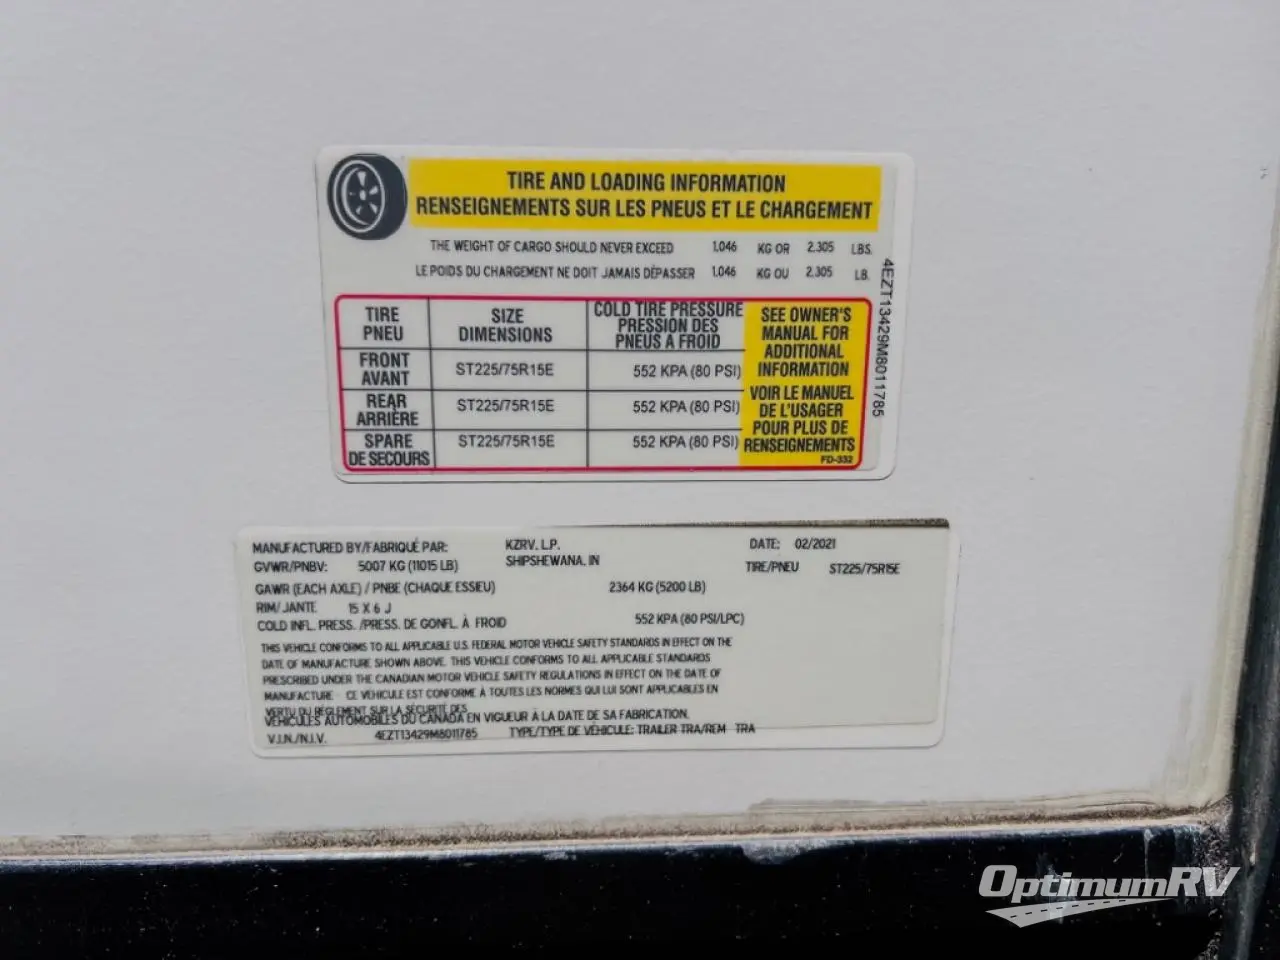 TIRE AND LOADING INFORMATION
RENSEIGNEMENTS SUR LES PNEUS ET LE CHARGEMENT
THE WEIGHT OF CARGO SHOULD NEVER EXCEED 1,046 KG OR 2,305 LBS.
LE POIDS DU CHARGEMENT NE DOIT JAMAIS DÉPASSER 1,046 KG OU 2,305 LB.
TIRE PNEU SIZE DIMENSIONS COLD TIRE PRESSURE PRESSION DES PNEUS A FROID
FRONT AVANT ST225/75R15E 552 KPA (80 PSI)
REAR ARRIÈRE ST225/75R15E 552 KPA (80 PSI)
SPARE DE SECOURS ST225/75R15E 552 KPA (80 PSI)
SEE OWNER'S
MANUAL FOR
ADDITIONAL
INFORMATION
VOIR LE MANUEL
DE L'USAGER
POUR PLUS DE
RENSEIGNEMENTS
FD-332
4EZT13429M8011785
MANUFACTURED BY/FABRIQUÉ PAR: KZRV, L.P. DATE: 02/2021
GVWR/PNBV: 5007 KG (11015 LB) SHIPSHEWANA, IN TIRE/PNEU ST225/75R15E
GAWR (EACH AXLE) / PNBE (CHAQUE ESSIEU) 2364 KG (5200 LB)
RIM/JANTE 15 X 6 J
COLD INFL. PRESS. /PRESS. DE GONFL. À FROID 552 KPA (80 PSI/LPC)
THIS VEHICLE CONFORMS TO ALL APPLICABLE U.S. FEDERAL MOTOR VEHICLE SAFETY STANDARDS IN EFFECT ON THE
DATE OF MANUFACTURE SHOWN ABOVE. THIS VEHICLE CONFORMS TO ALL APPLICABLE STANDARDS
PRESCRIBED UNDER THE CANADIAN MOTOR VEHICLE SAFETY REGULATIONS IN EFFECT ON THE DATE OF
MANUFACTURE CE VÉHICULE EST CONFORME À TOUTES LES NORMES QUI LUI SONT APPLICABLES EN
VERTU DU RÈGLEMENT SUR LA SÉCURITÉ DES
VÉHICULES AUTOMOBILES DU CANADA EN VIGUEUR À LA DATE DE SA FABRICATION.
V.I.N./N.I.V. 4EZT13429M8011785 TYPE/TYPE DE VÉHICULE: TRAILER TRA/REM TRA
OptimumRV